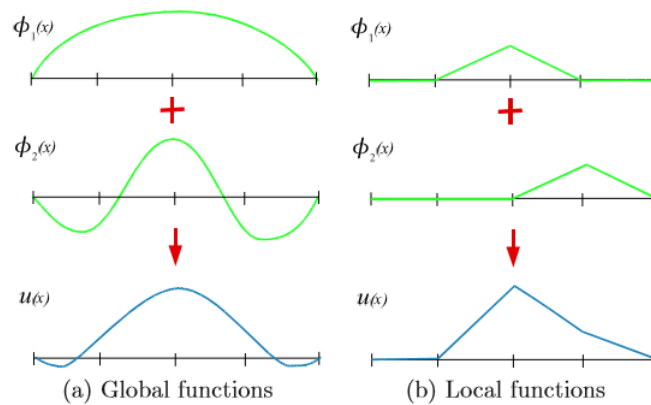 ϕ₁(x)
ϕ₁(x)
+
+
ϕ₂(x)
ϕ₂(x)
u(x)
u(x)
(a) Global functions
(b) Local functions